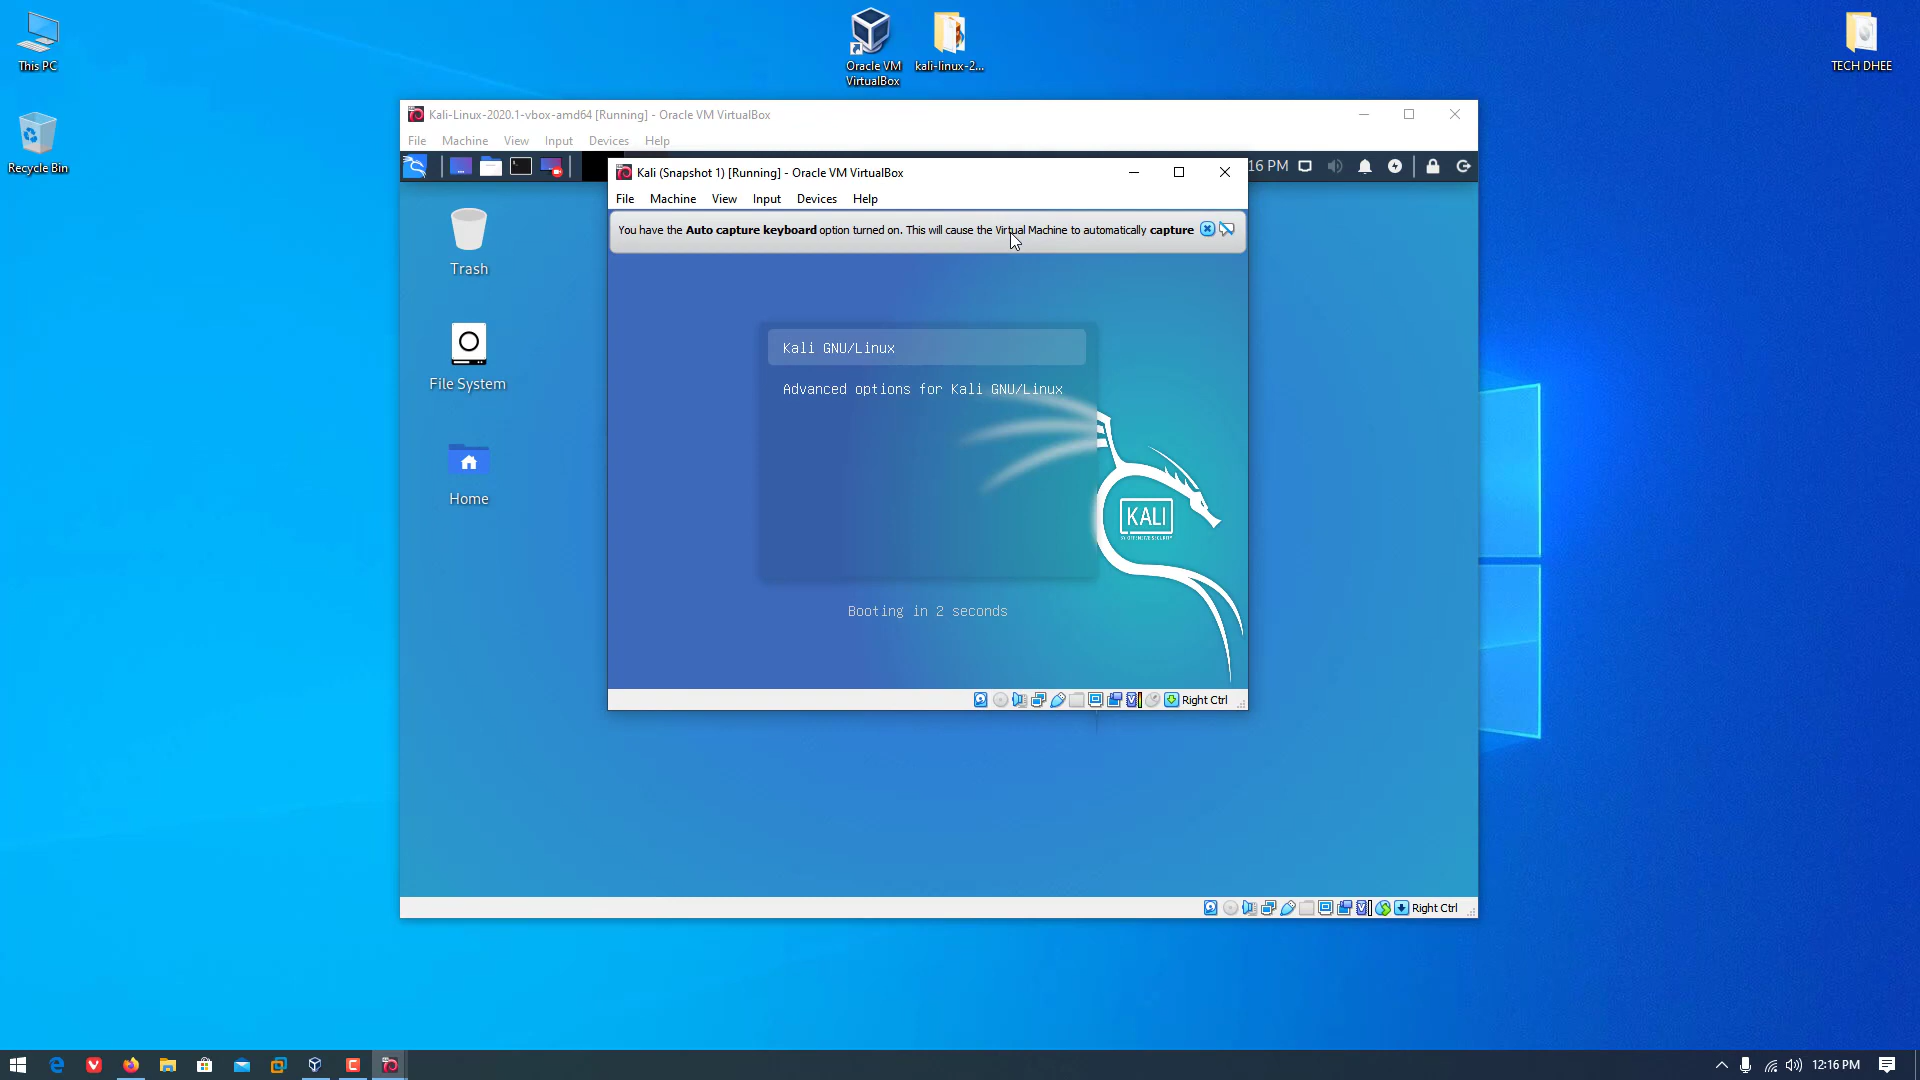 This PC
Recycle Bin
Oracle VM
VirtualBox
kali-linux-2...
TECH DHEE
Kali-Linux-2020.1-vbox-amd64 [Running] - Oracle VM VirtualBox
File Machine View Input Devices Help
16 PM
Trash
File System
Home
Kali (Snapshot 1) [Running] - Oracle VM VirtualBox
File Machine View Input Devices Help
You have the Auto capture keyboard option turned on. This will cause the Virtual Machine to automatically capture
Kali GNU/Linux
Advanced options for Kali GNU/Linux
KALI
BY OFFENSIVE SECURITY
Booting in 2 seconds
Right Ctrl
Right Ctrl
12:16 PM